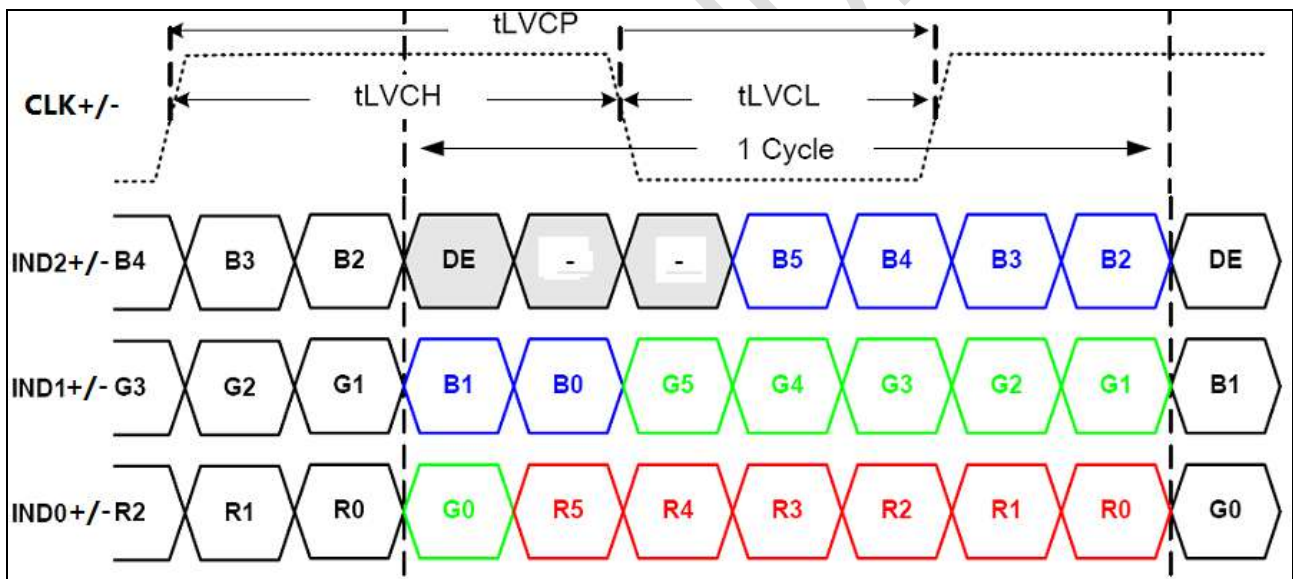 tLVCP
CLK+/- tLVCH tLVCL
1 Cycle
IND2+/- B4 B3 B2 DE - - B5 B4 B3 B2 DE
IND1+/- G3 G2 G1 B1 B0 G5 G4 G3 G2 G1 B1
IND0+/- R2 R1 R0 G0 R5 R4 R3 R2 R1 R0 G0